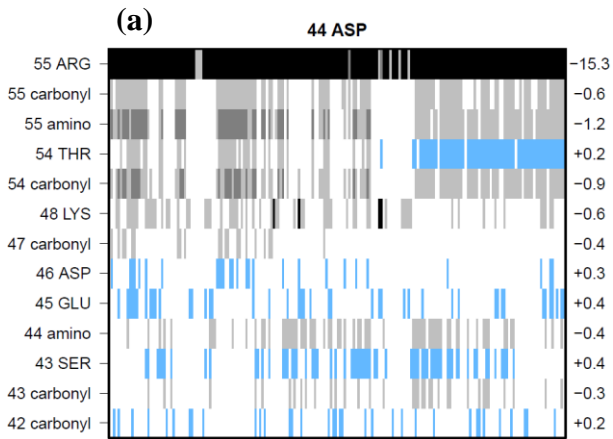 (a)
44 ASP
55 ARG −15.3
55 carbonyl −0.6
55 amino −1.2
54 THR +0.2
54 carbonyl −0.9
48 LYS −0.6
47 carbonyl −0.4
46 ASP +0.3
45 GLU +0.4
44 amino −0.4
43 SER +0.4
43 carbonyl −0.3
42 carbonyl +0.2